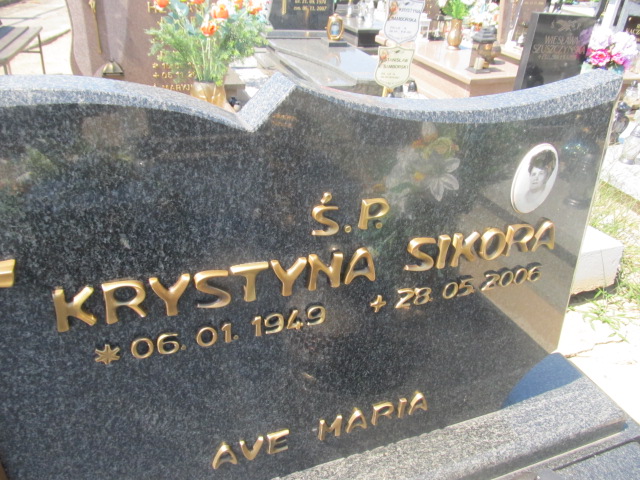 Ś.P.
KRYSTYNA SIKORA
* 06.01.1949 + 28.05.2006
AVE MARIA